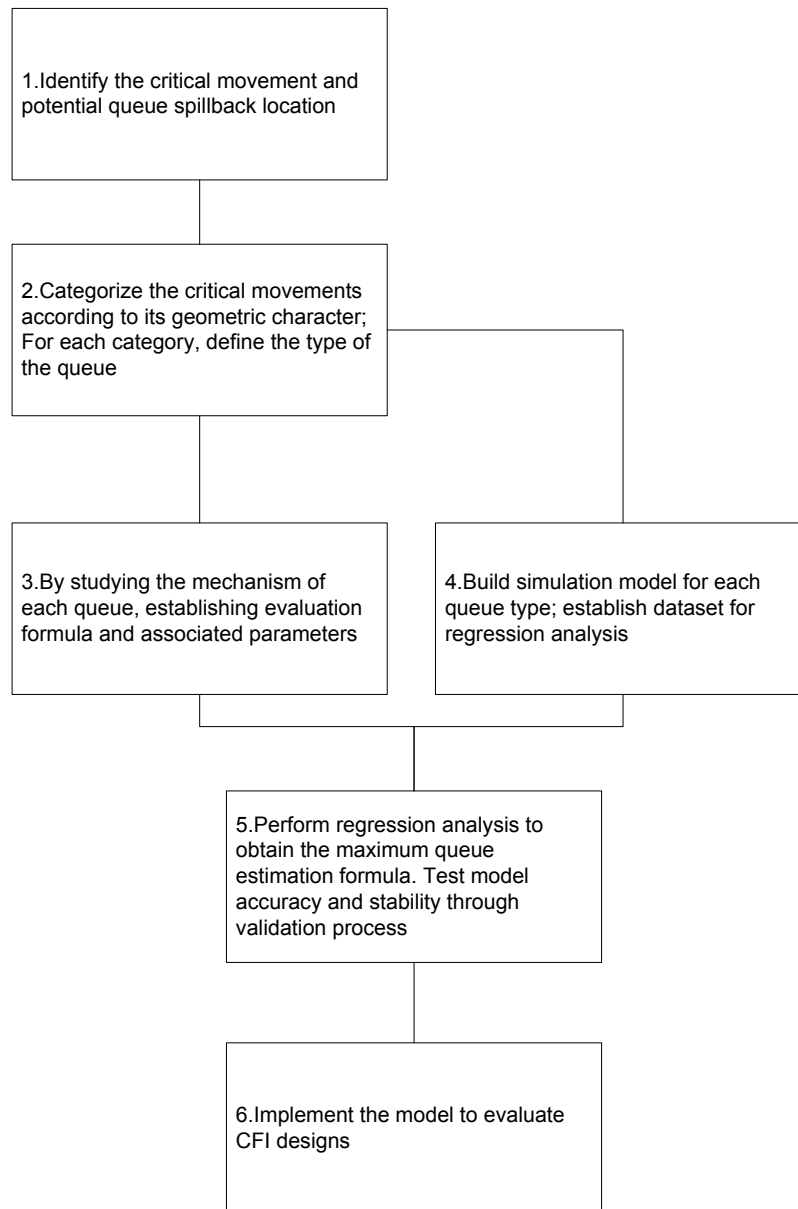 1.Identify the critical movement and
potential queue spillback location
2.Categorize the critical movements
according to its geometric character;
For each category, define the type of
the queue
3.By studying the mechanism of
each queue, establishing evaluation
formula and associated parameters
4.Build simulation model for each
queue type; establish dataset for
regression analysis
5.Perform regression analysis to
obtain the maximum queue
estimation formula. Test model
accuracy and stability through
validation process
6.Implement the model to evaluate
CFI designs